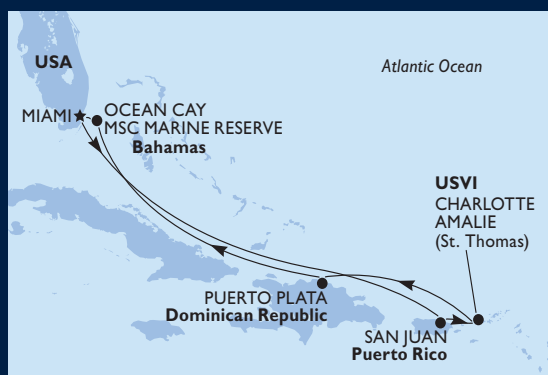 USA
Atlantic Ocean
MIAMI
OCEAN CAY
MSC MARINE RESERVE
Bahamas
USVI
CHARLOTTE
AMALIE
(St. Thomas)
PUERTO PLATA
Dominican Republic
SAN JUAN
Puerto Rico